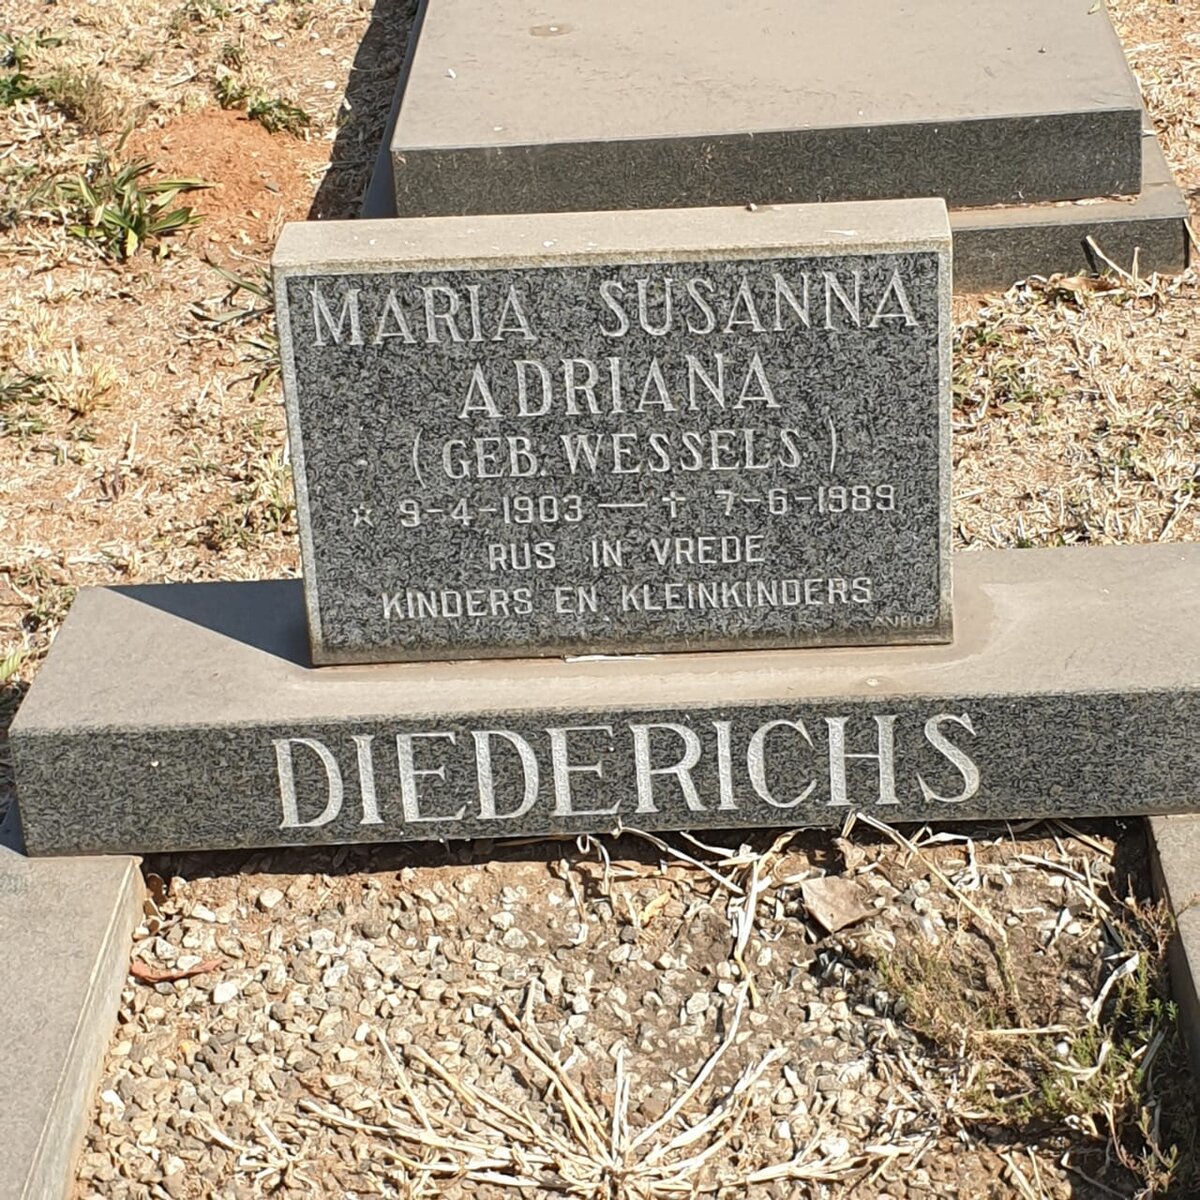 MARIA SUSANNA
ADRIANA
(GEB. WESSELS)
☆ 9-4-1903 — † 7-6-1989
RUS IN VREDE
KINDERS EN KLEINKINDERS
DIEDERICHS